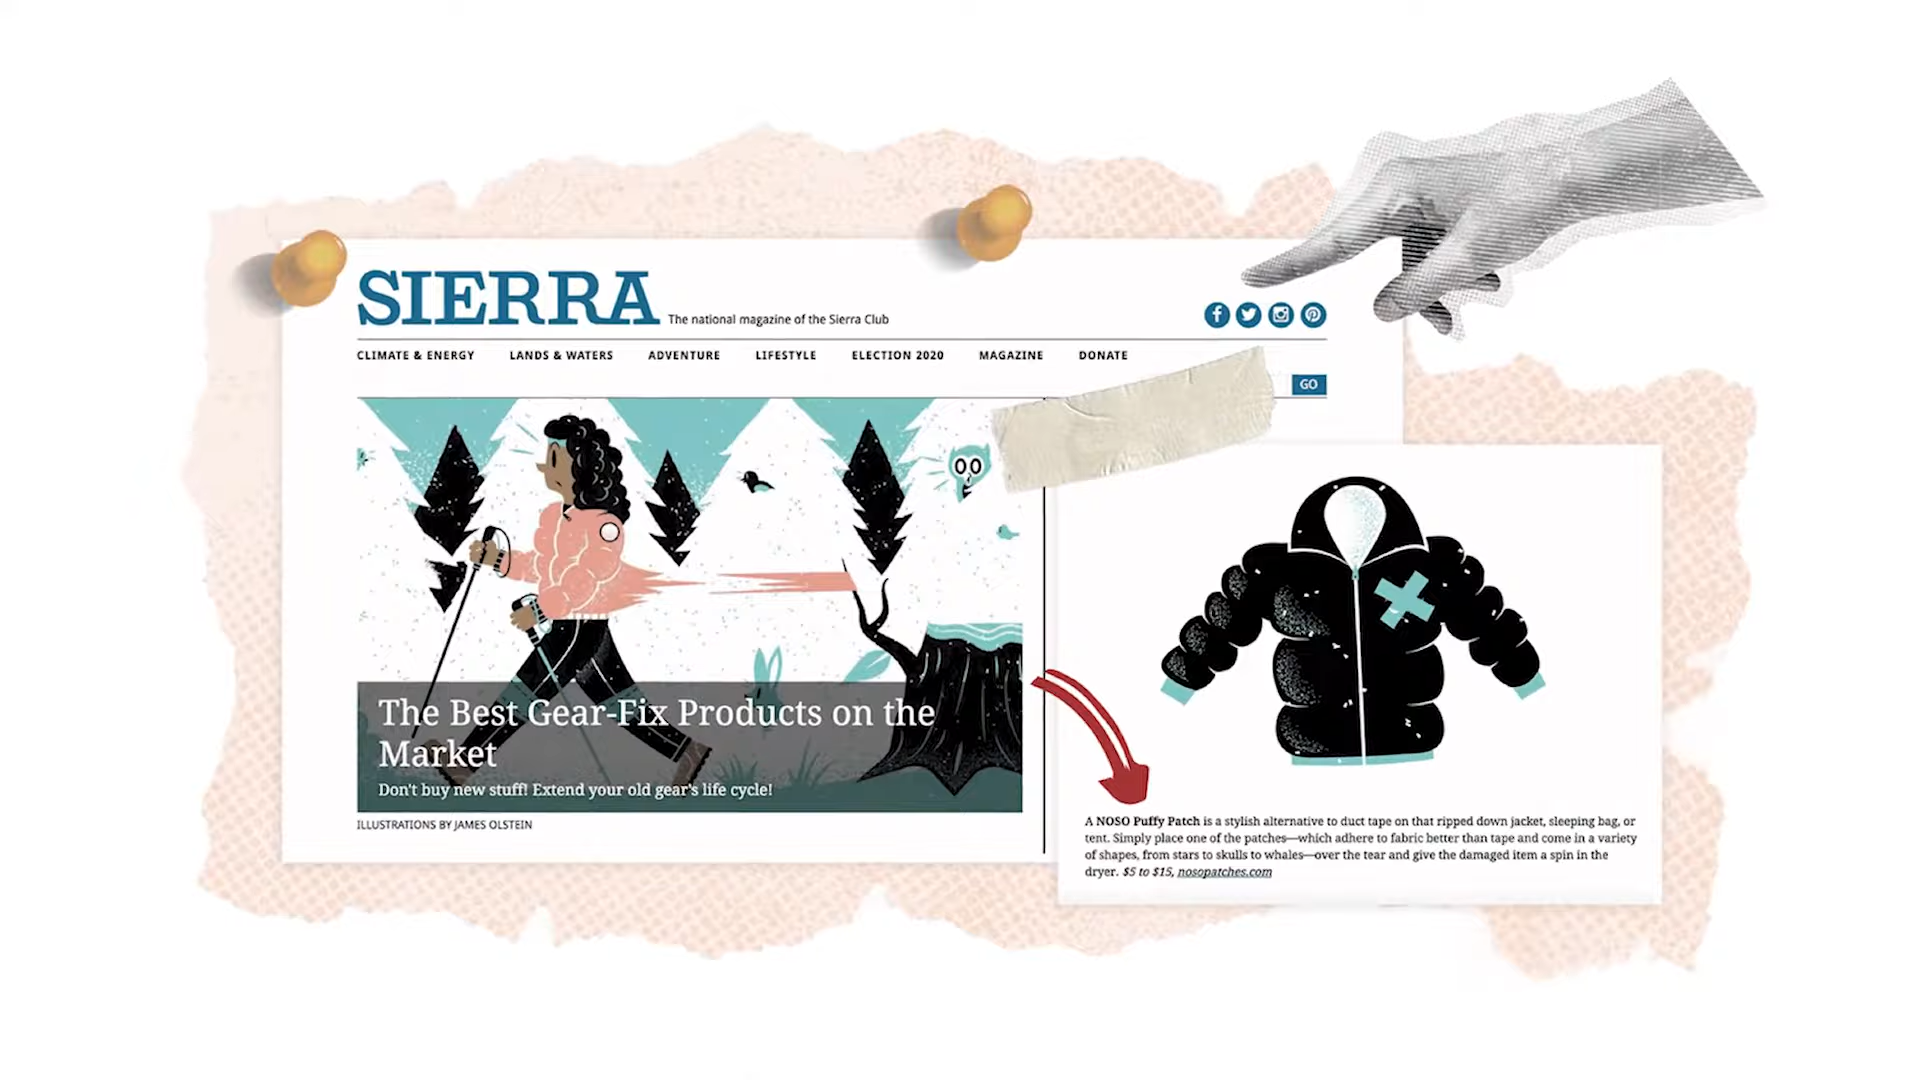 SIERRA
The national magazine of the Sierra Club
CLIMATE & ENERGY LANDS & WATERS ADVENTURE LIFESTYLE ELECTION 2020 MAGAZINE DONATE
GO
The Best Gear-Fix Products on the
Market
Don't buy new stuff! Extend your old gear's life cycle!
ILLUSTRATIONS BY JAMES OLSTEIN
A NOSO Puffy Patch is a stylish alternative to duct tape on that ripped down jacket, sleeping bag, or
tent. Simply place one of the patches—which adhere to fabric better than tape and come in a variety
of shapes, from stars to skulls to whales—over the tear and give the damaged item a spin in the
dryer. $5 to $15, nosopatches.com